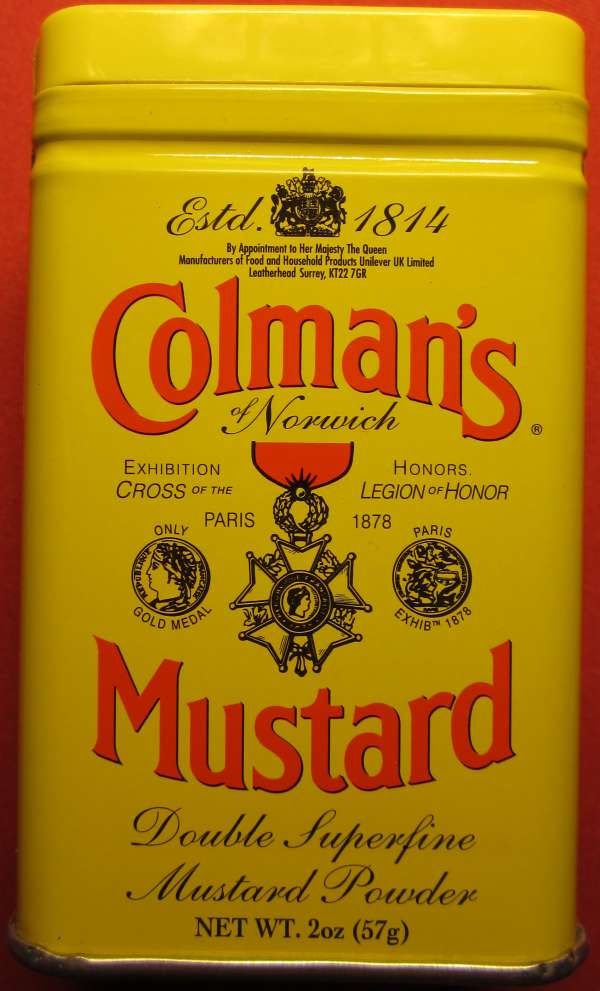 Estd. 1814
By Appointment to Her Majesty The Queen
Manufacturers of Food and Household Products Unilever UK Limited
Leatherhead Surrey, KT22 7GR
Colman's ®
of Norwich
EXHIBITION HONORS.
CROSS OF THE LEGION OF HONOR
PARIS 1878
ONLY
GOLD MEDAL
PARIS
EXHIB™ 1878
Mustard
Double Superfine
Mustard Powder
NET WT. 2oz (57g)